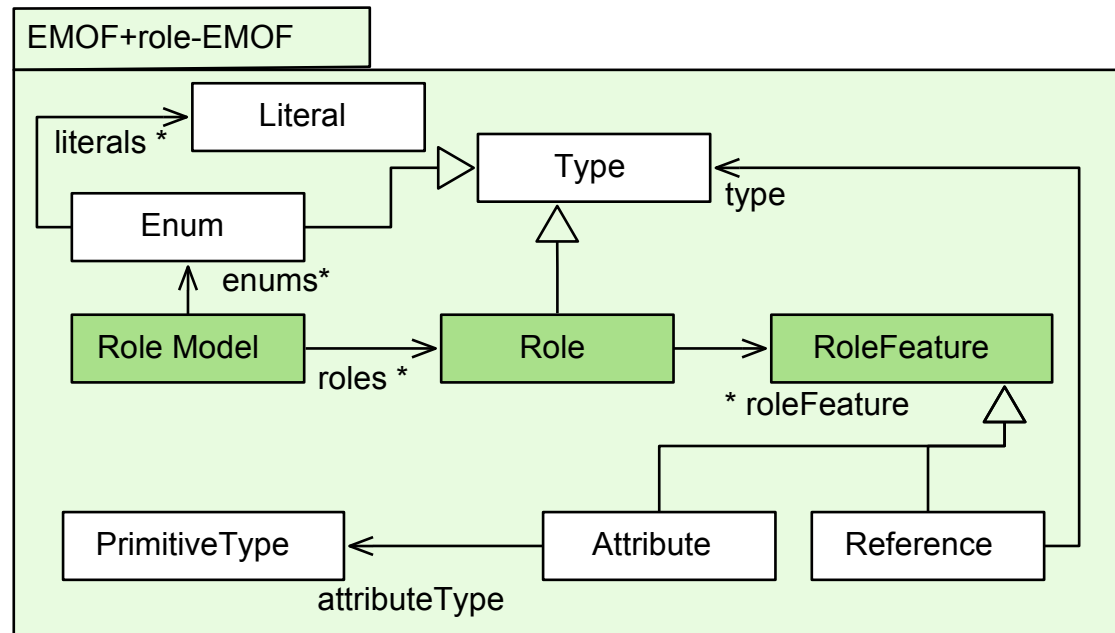 EMOF+role-EMOF
Literal
literals *
Type
type
Enum
enums*
Role Model
roles *
Role
RoleFeature
* roleFeature
PrimitiveType
Attribute
Reference
attributeType